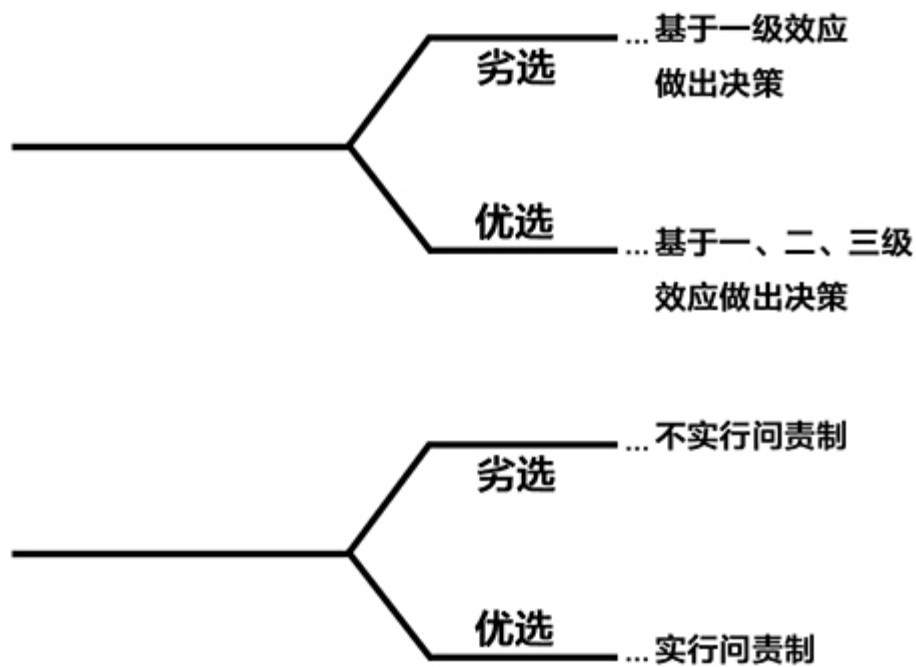 ... 基于一级效应
劣选
做出决策
优选
... 基于一、二、三级
效应做出决策
... 不实行问责制
劣选
优选
... 实行问责制